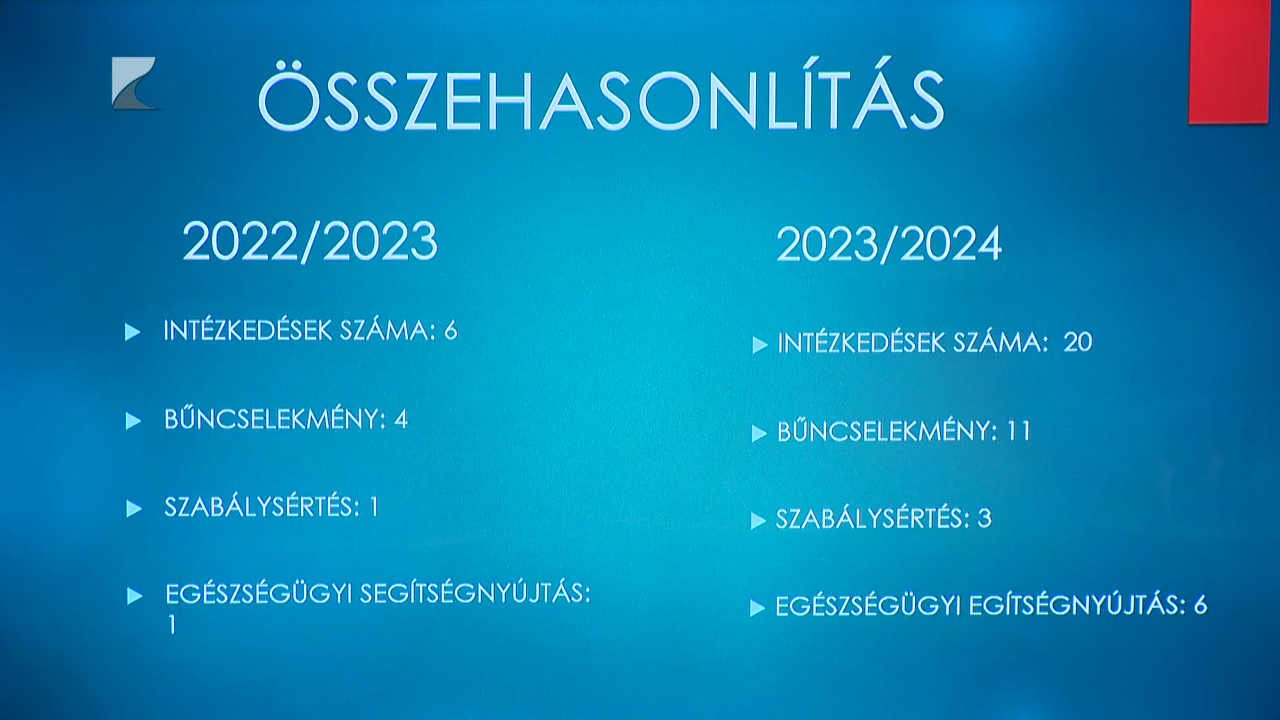 ÖSSZEHASONLÍTÁS
2022/2023
INTÉZKEDÉSEK SZÁMA: 6
BŰNCSELEKMÉNY: 4
SZABÁLYSÉRTÉS: 1
EGÉSZSÉGÜGYI SEGÍTSÉGNYÚJTÁS:
1
2023/2024
INTÉZKEDÉSEK SZÁMA: 20
BŰNCSELEKMÉNY: 11
SZABÁLYSÉRTÉS: 3
EGÉSZSÉGÜGYI EGÍTSÉGNYÚJTÁS: 6